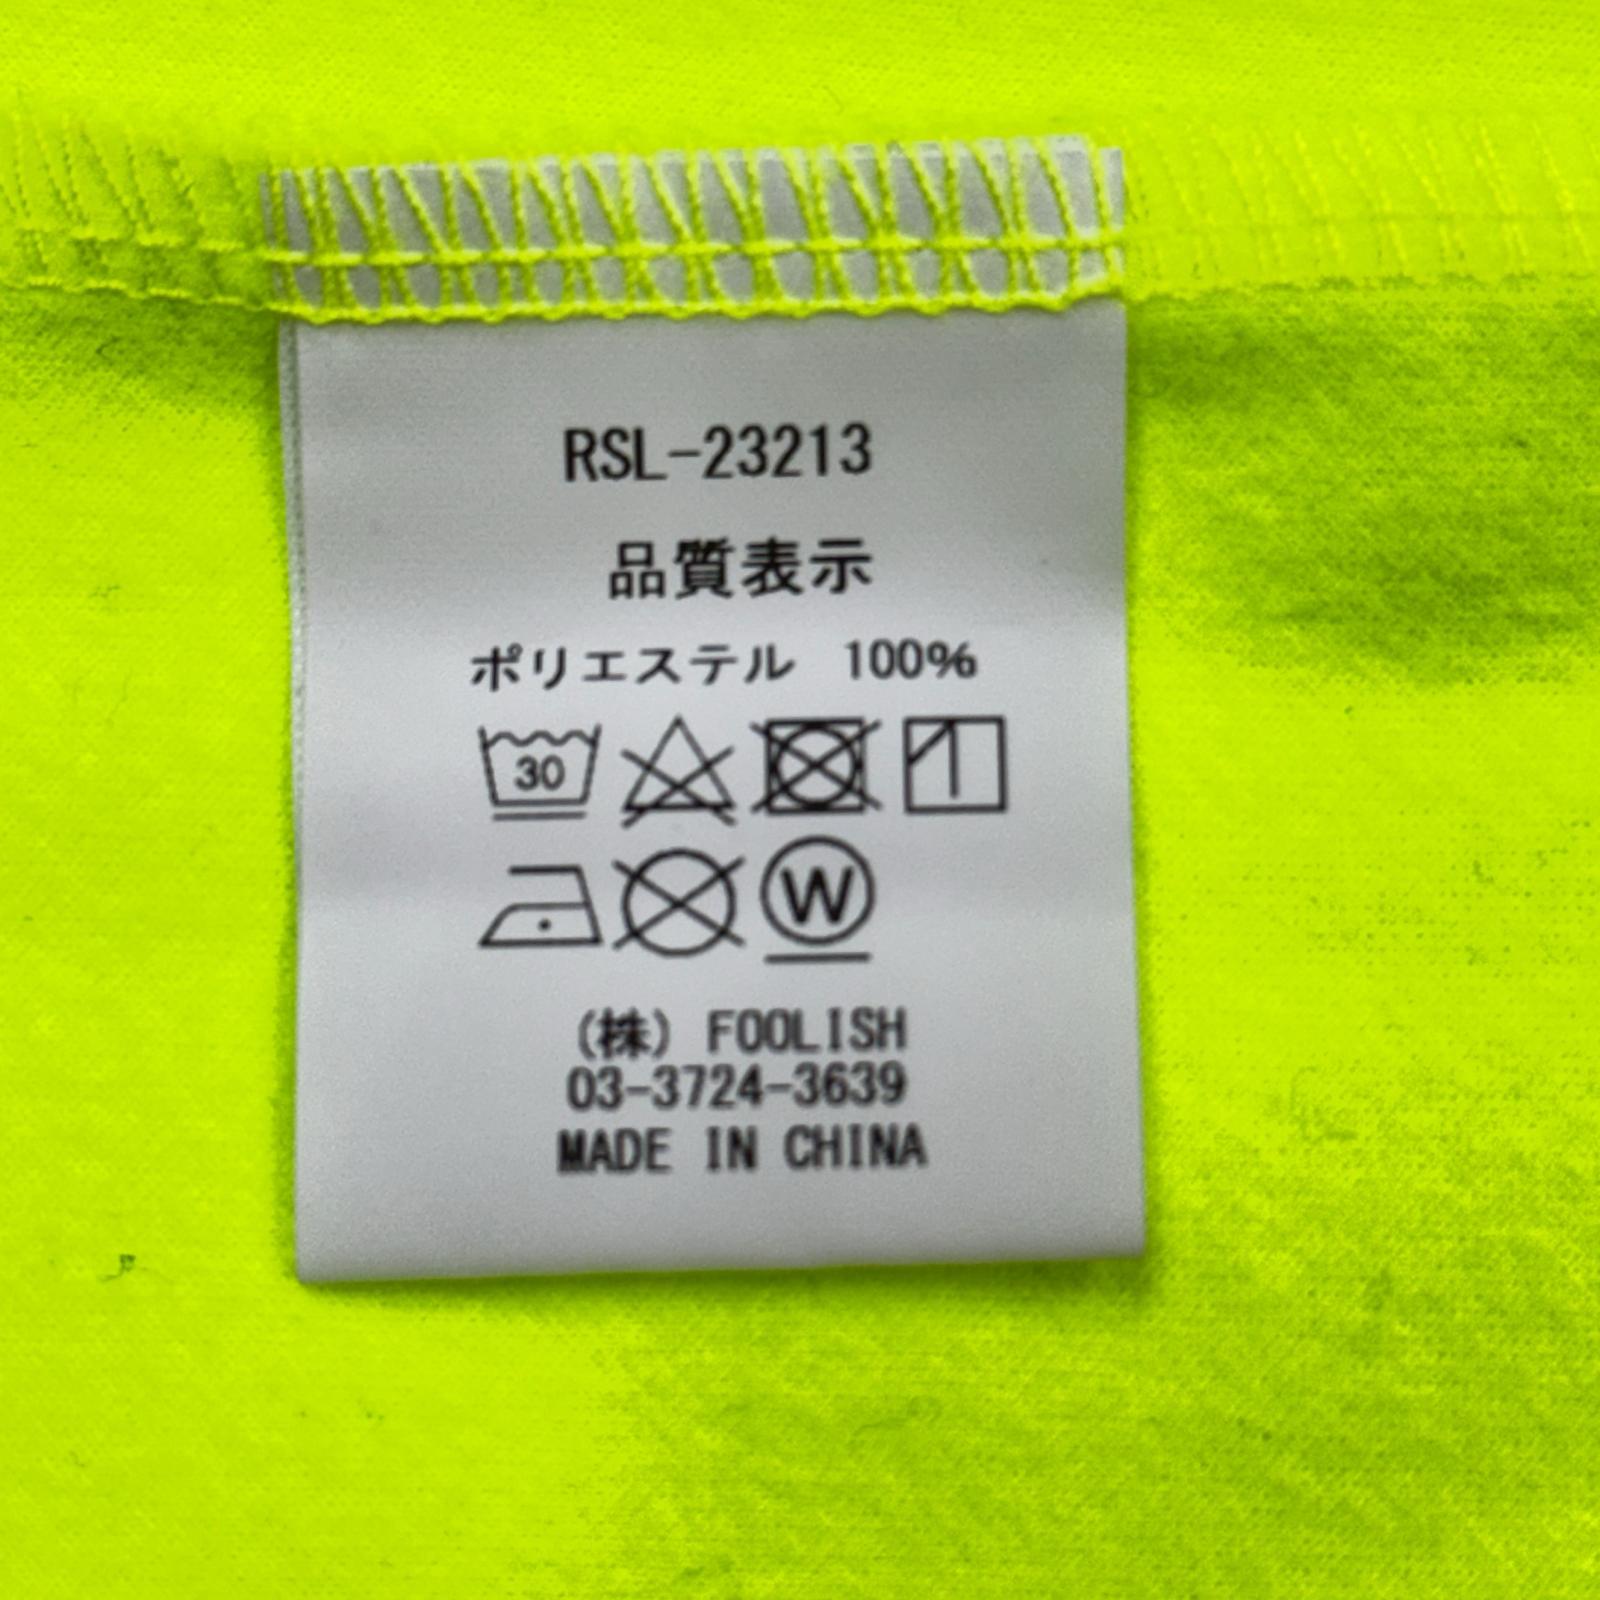 RSL-23213
品質表示
ポリエステル 100%
30
W
(株) FOOLISH
03-3724-3639
MADE IN CHINA